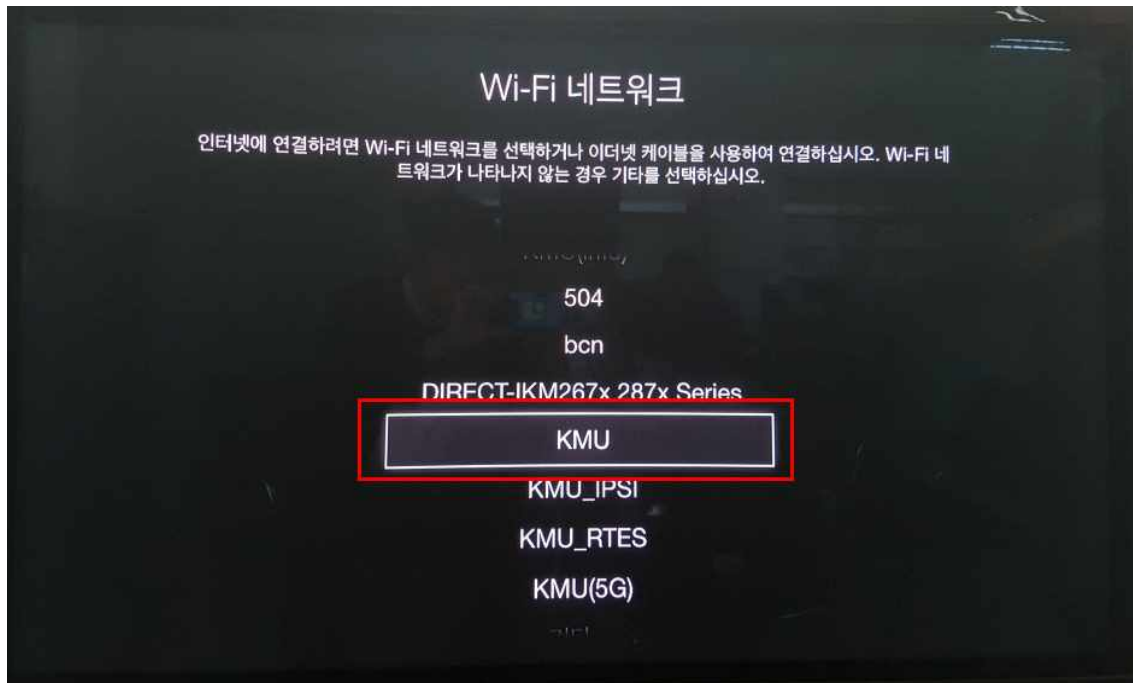 Wi-Fi 네트워크
인터넷에 연결하려면 Wi-Fi 네트워크를 선택하거나 이더넷 케이블을 사용하여 연결하십시오. Wi-Fi 네
트워크가 나타나지 않는 경우 기타를 선택하십시오.
504
bcn
DIRECT-IKM267x 287x Series
KMU
KMU_IPSI
KMU_RTES
KMU(5G)